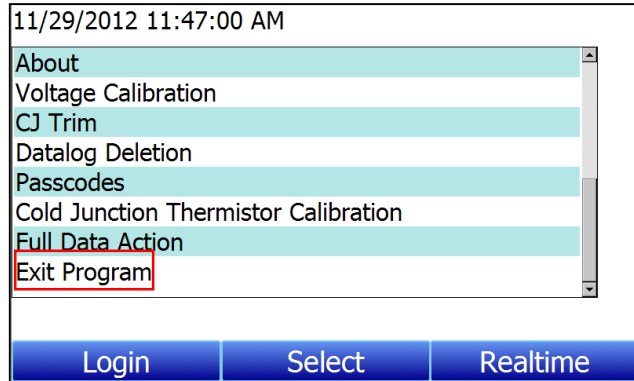 11/29/2012 11:47:00 AM
About
Voltage Calibration
CJ Trim
Datalog Deletion
Passcodes
Cold Junction Thermistor Calibration
Full Data Action
Exit Program
Login Select Realtime